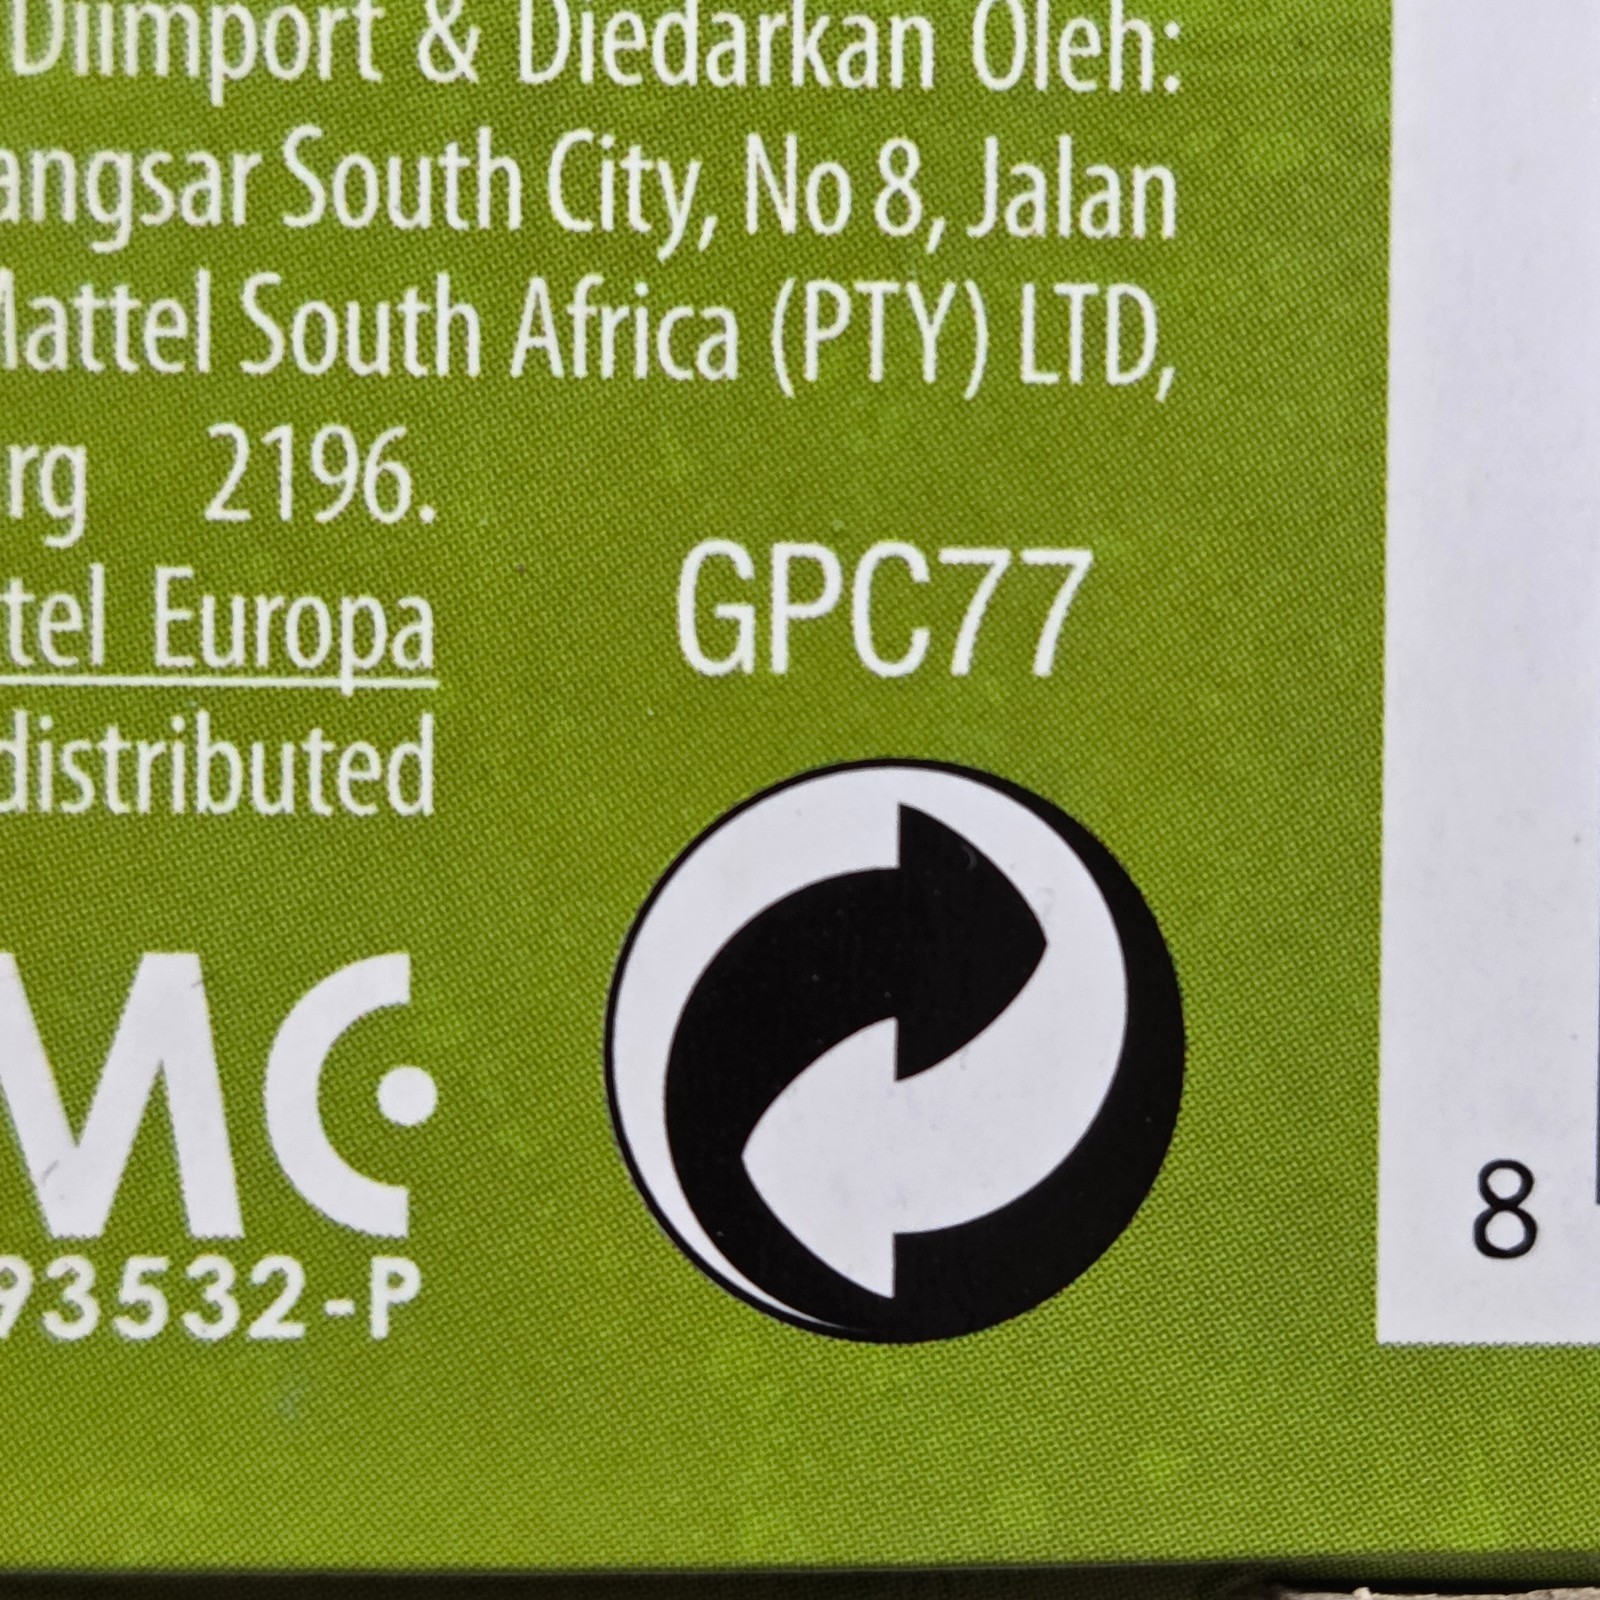 Diimport & Diedarkan Oleh:
angsar South City, No 8, Jalan
Mattel South Africa (PTY) LTD,
rg 2196.
tel Europa
distributed
GPC77
MC
93532-P
8